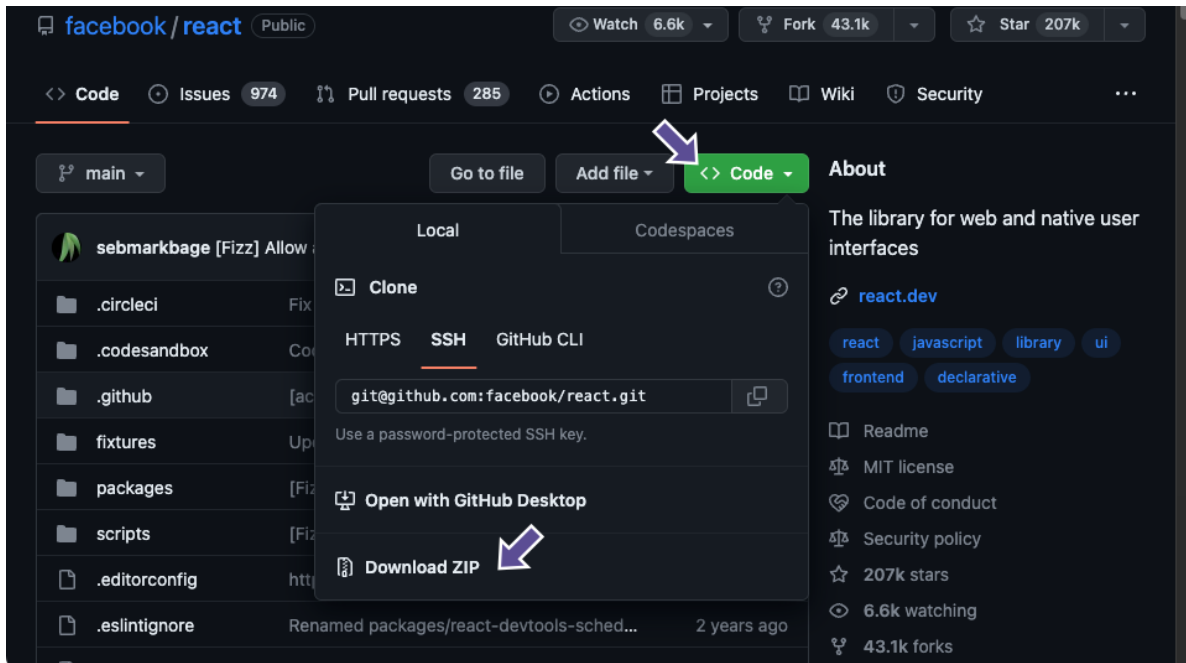 facebook / react Public
Watch 6.6k Fork 43.1k Star 207k
Code Issues 974 Pull requests 285 Actions Projects Wiki Security
main Go to file Add file Code
Local Codespaces
Clone
HTTPS SSH GitHub CLI
git@github.com:facebook/react.git
Use a password-protected SSH key.
Open with GitHub Desktop
Download ZIP
sebmarkbage [Fizz] Allow
.circleci Fix
.codesandbox
.github [ac
fixtures
packages
scripts
.editorconfig
.eslintignore Renamed packages/react-devtools-sched... 2 years ago
About
The library for web and native user
interfaces
react.dev
react javascript library ui
frontend declarative
Readme
MIT license
Code of conduct
Security policy
207k stars
6.6k watching
43.1k forks